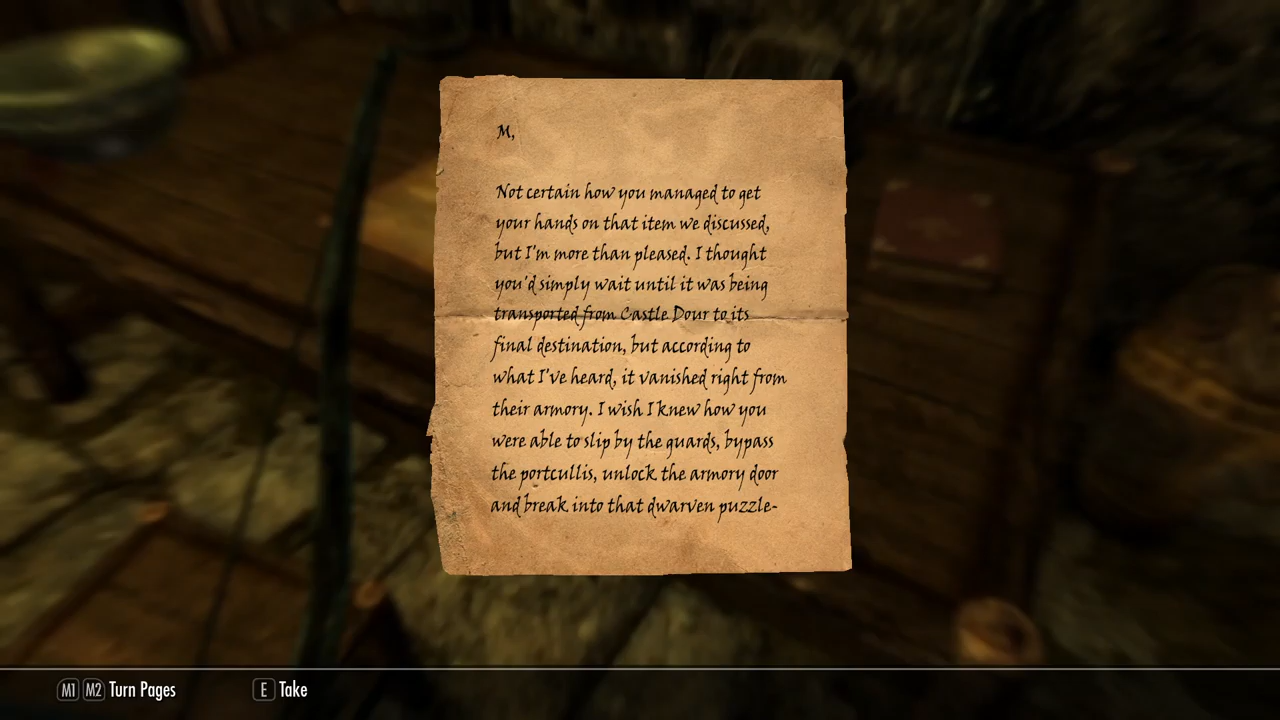 M,
Not certain how you managed to get
your hands on that item we discussed,
but I'm more than pleased. I thought
you'd simply wait until it was being
transported from Castle Dour to its
final destination, but according to
what I've heard, it vanished right from
their armory. I wish I knew how you
were able to slip by the guards, bypass
the portcullis, unlock the armory door
and break into that dwarven puzzle-
M1 M2 Turn Pages
E Take